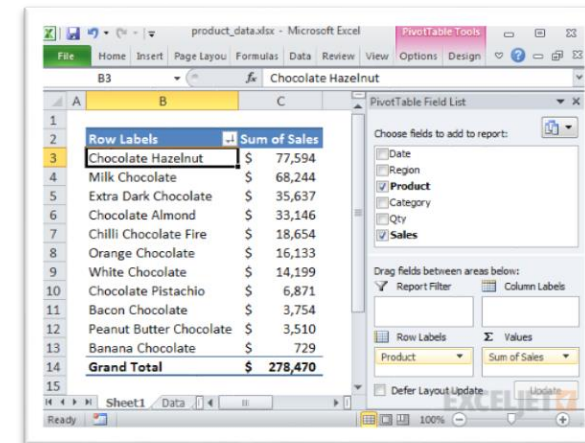 product_data.xlsx - Microsoft Excel
PivotTable Tools
File Home Insert Page Layou Formulas Data Review View Options Design
B3 fx Chocolate Hazelnut
A B C
1
2 Row Labels Sum of Sales
3 Chocolate Hazelnut $ 77,594
4 Milk Chocolate $ 68,244
5 Extra Dark Chocolate $ 35,637
6 Chocolate Almond $ 33,146
7 Chilli Chocolate Fire $ 18,654
8 Orange Chocolate $ 16,133
9 White Chocolate $ 14,199
10 Chocolate Pistachio $ 6,871
11 Bacon Chocolate $ 3,754
12 Peanut Butter Chocolate $ 3,510
13 Banana Chocolate $ 729
14 Grand Total $ 278,470
15
Sheet1 Data
Ready
PivotTable Field List
Choose fields to add to report:
Date
Region
Product
Category
Qty
Sales
Drag fields between areas below:
Report Filter Column Labels
Row Labels Σ Values
Product Sum of Sales
Defer Layout Update Update
EXCELJET
100%